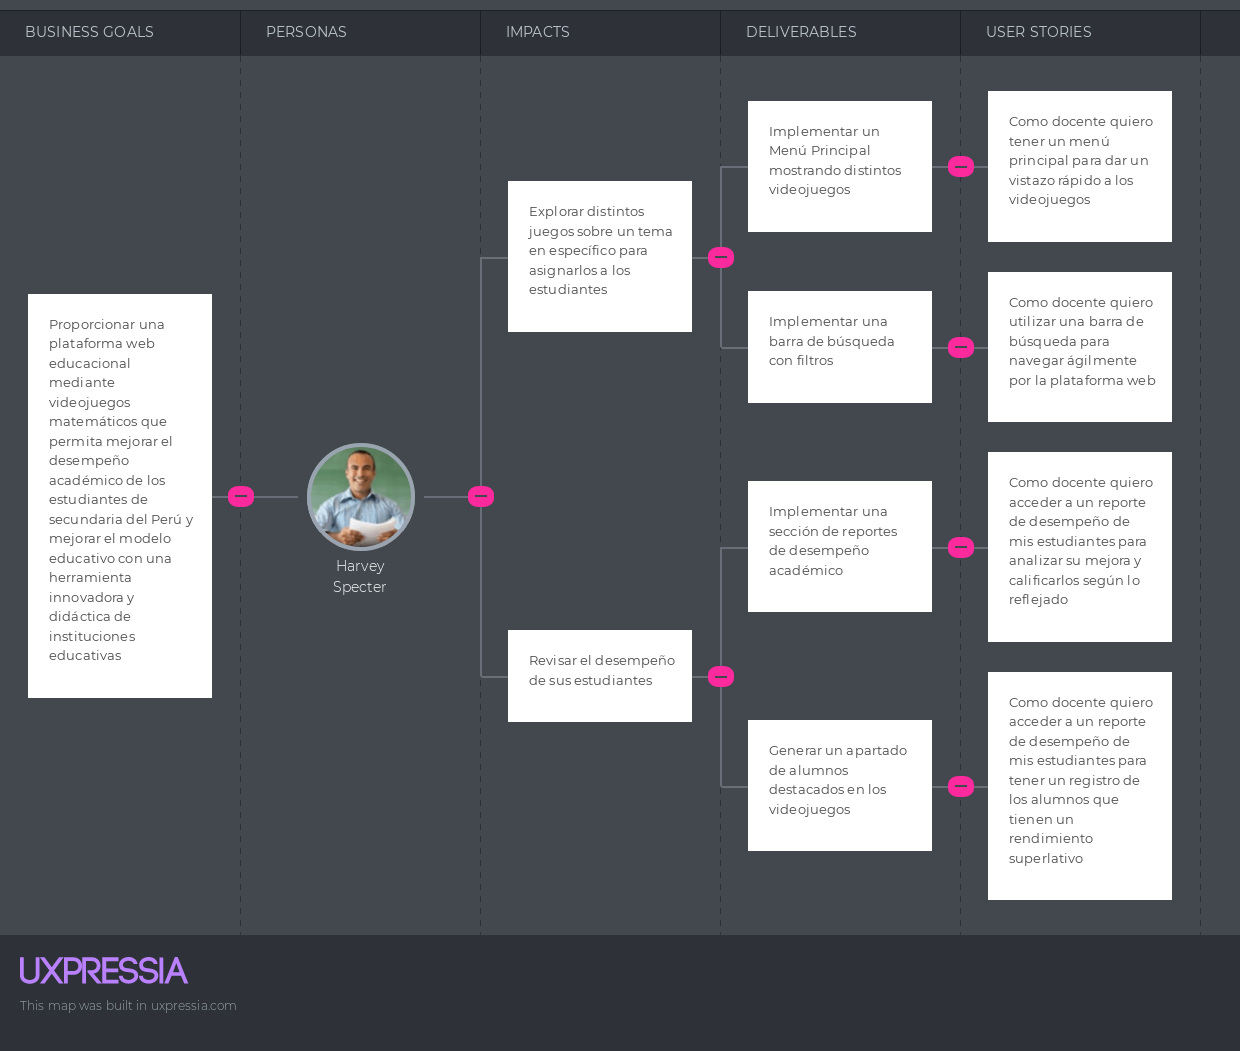 BUSINESS GOALS
PERSONAS
IMPACTS
DELIVERABLES
USER STORIES
Proporcionar una
plataforma web
educacional
mediante
videojuegos
matemáticos que
permita mejorar el
desempeño
académico de los
estudiantes de
secundaria del Perú y
mejorar el modelo
educativo con una
herramienta
innovadora y
didáctica de
instituciones
educativas
Harvey
Specter
Explorar distintos
juegos sobre un tema
en específico para
asignarlos a los
estudiantes
Revisar el desempeño
de sus estudiantes
Implementar un
Menú Principal
mostrando distintos
videojuegos
Implementar una
barra de búsqueda
con filtros
Implementar una
sección de reportes
de desempeño
académico
Generar un apartado
de alumnos
destacados en los
videojuegos
Como docente quiero
tener un menú
principal para dar un
vistazo rápido a los
videojuegos
Como docente quiero
utilizar una barra de
búsqueda para
navegar ágilmente
por la plataforma web
Como docente quiero
acceder a un reporte
de desempeño de
mis estudiantes para
analizar su mejora y
calificarlos según lo
reflejado
Como docente quiero
acceder a un reporte
de desempeño de
mis estudiantes para
tener un registro de
los alumnos que
tienen un
rendimiento
superlativo
UXPRESSIA
This map was built in uxpressia.com